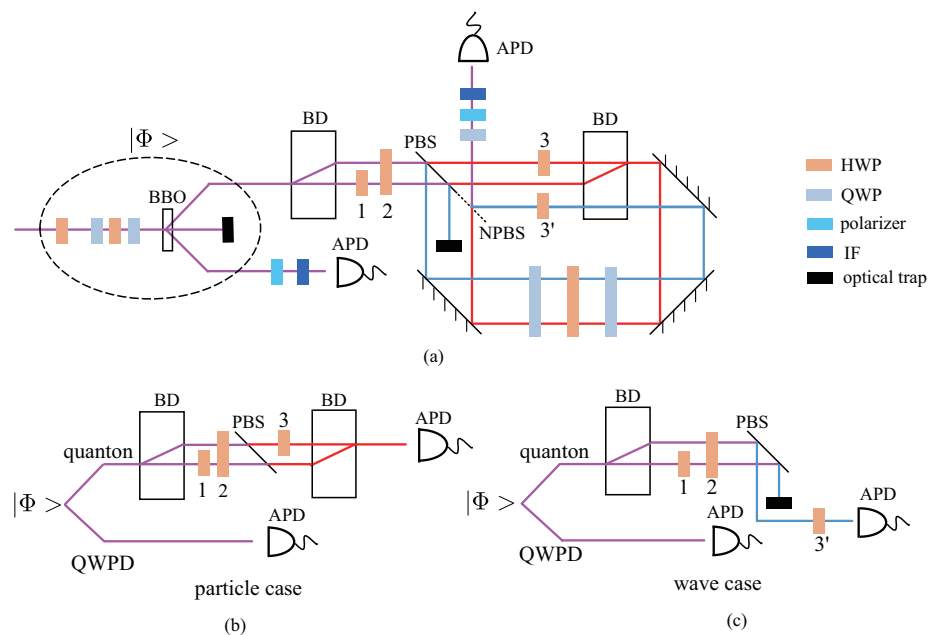 APD
|Φ >
BD
PBS
3
BD
HWP
BBO
1
2
QWP
NPBS
3'
polarizer
APD
IF
optical trap
(a)
BD
PBS
3
BD
APD
quanton
1
2
|Φ >
APD
QWPD
particle case
(b)
BD
PBS
quanton
1
2
APD
|Φ >
APD
3'
QWPD
wave case
(c)